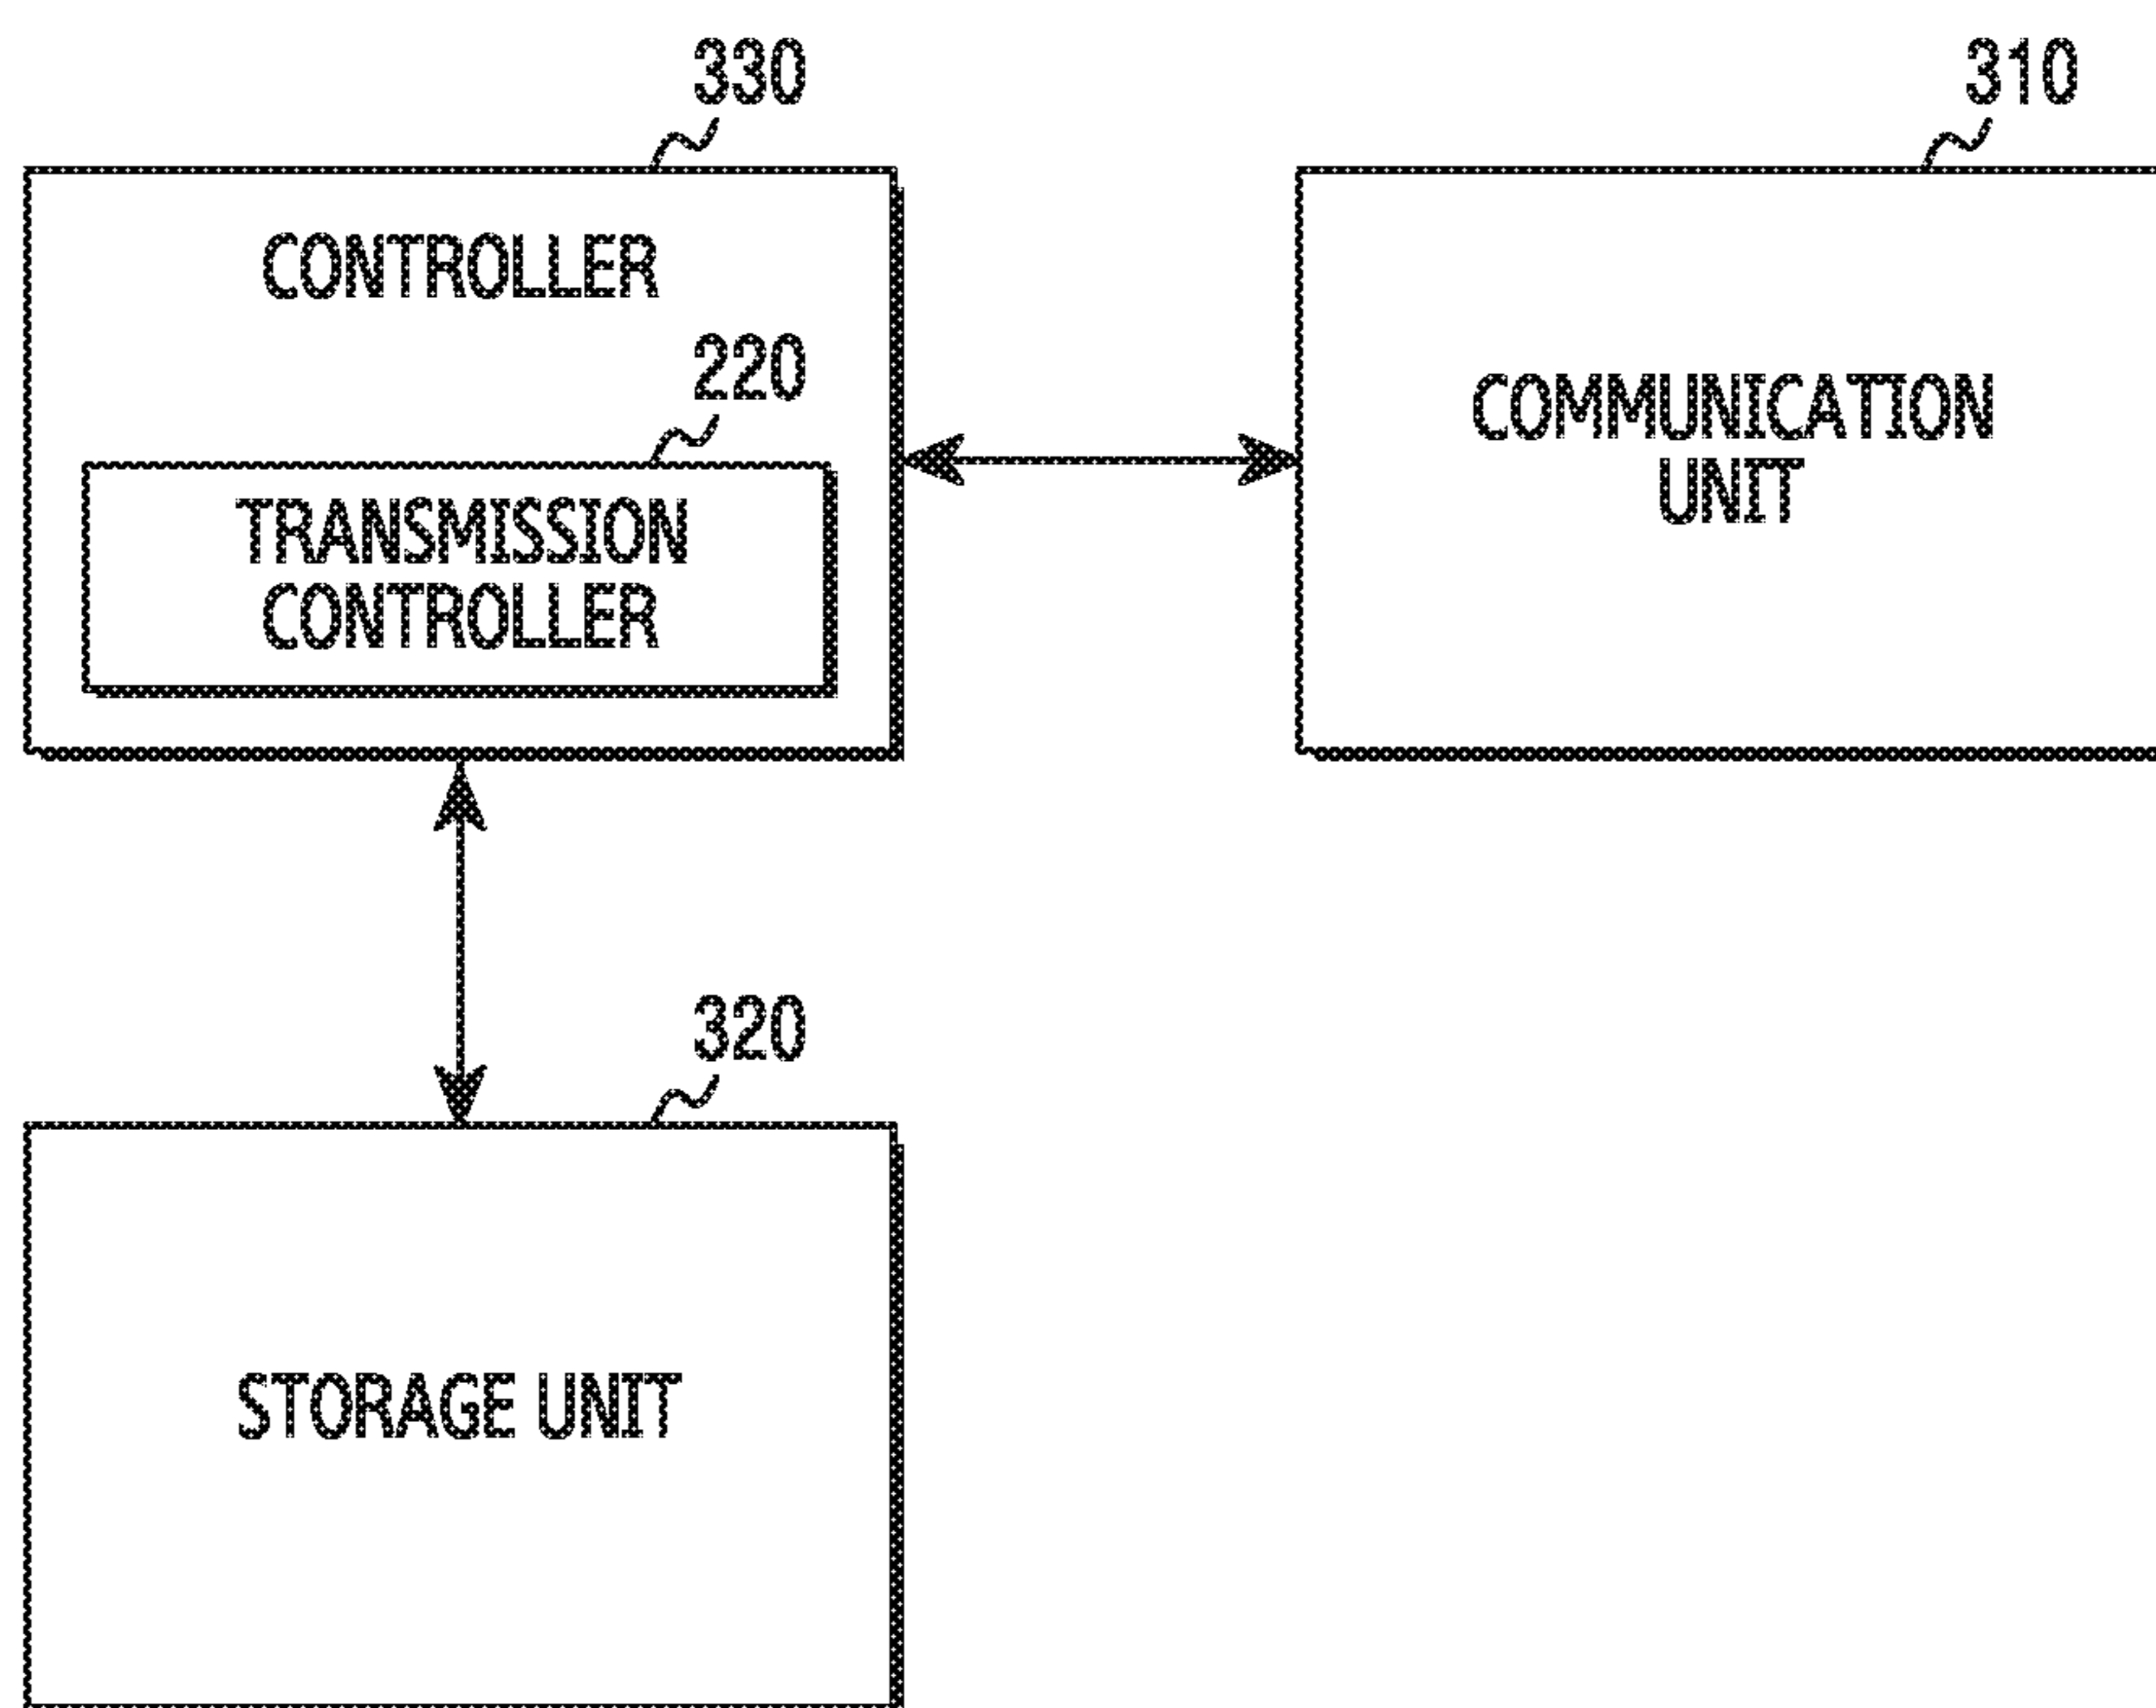 330
310
CONTROLLER
220
TRANSMISSION
CONTROLLER
COMMUNICATION
UNIT
320
STORAGE UNIT